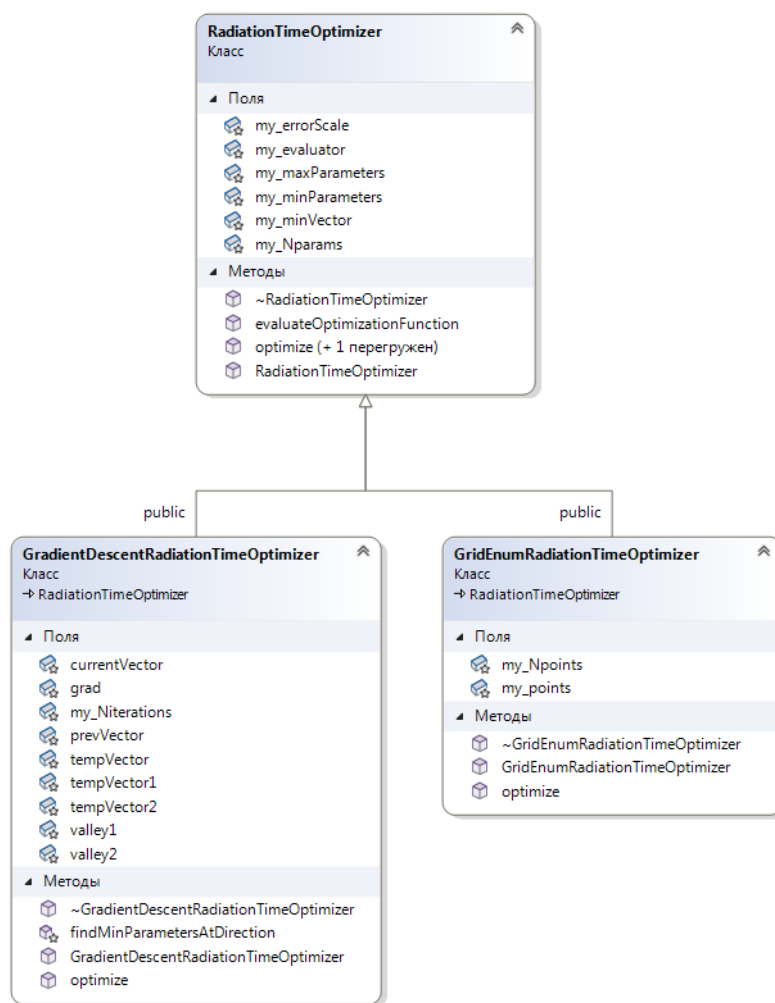 RadiationTimeOptimizer
Класс
Поля
my_errorScale
my_evaluator
my_maxParameters
my_minParameters
my_minVector
my_Nparams
Методы
~RadiationTimeOptimizer
evaluateOptimizationFunction
optimize (+ 1 перегружен)
RadiationTimeOptimizer
public
public
GradientDescentRadiationTimeOptimizer
Класс
RadiationTimeOptimizer
Поля
currentVector
grad
my_Niterations
prevVector
tempVector
tempVector1
tempVector2
valley1
valley2
Методы
~GradientDescentRadiationTimeOptimizer
findMinParametersAtDirection
GradientDescentRadiationTimeOptimizer
optimize
GridEnumRadiationTimeOptimizer
Класс
RadiationTimeOptimizer
Поля
my_Npoints
my_points
Методы
~GridEnumRadiationTimeOptimizer
GridEnumRadiationTimeOptimizer
optimize